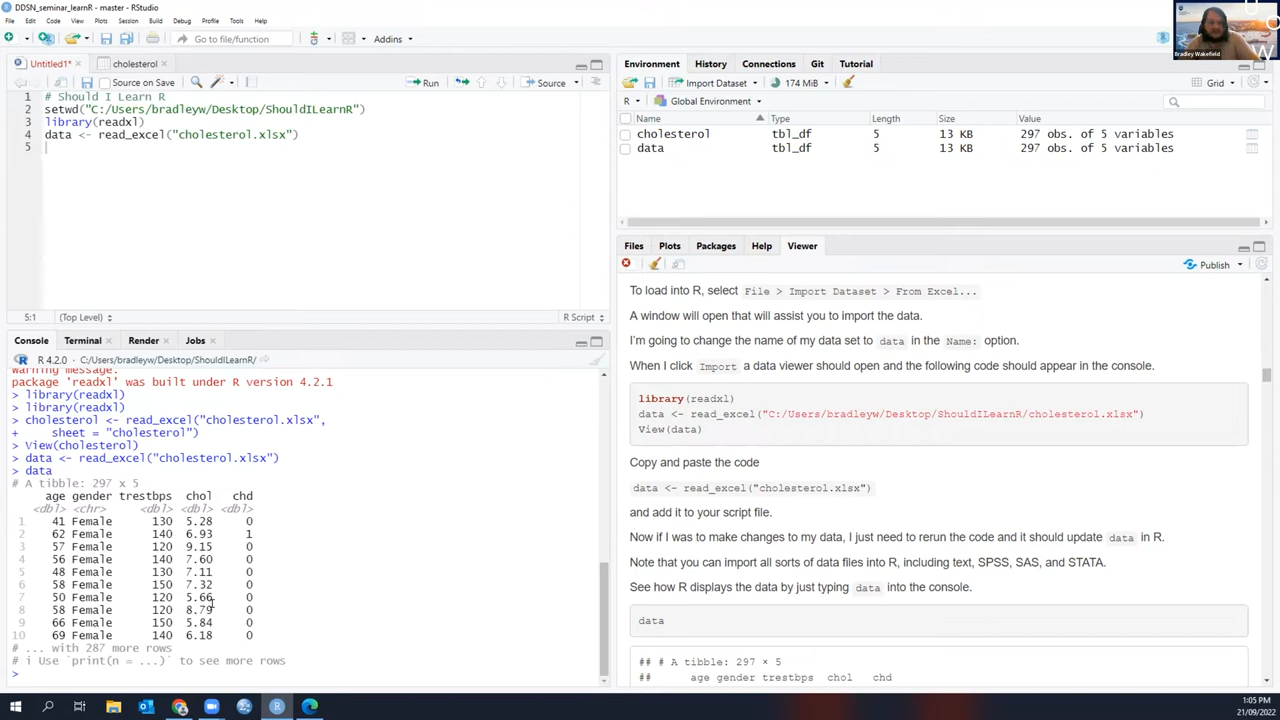 DDSN_seminar_learnR - master - RStudio
File Edit Code View Plots Session Build Debug Profile Tools Help
Go to file/function
Addins
Bradley Wakefield
Untitled1*
cholesterol
Source on Save
Run
Source
1 # Should I Learn R
2 setwd("C:/Users/bradleyw/Desktop/ShouldILearnR")
3 library(readxl)
4 data <- read_excel("cholesterol.xlsx")
5
5:1 (Top Level) R Script
Console Terminal Render Jobs
R 4.2.0 · C:/Users/bradleyw/Desktop/ShouldILearnR/
warning message:
package 'readxl' was built under R version 4.2.1
> library(readxl)
> library(readxl)
> cholesterol <- read_excel("cholesterol.xlsx",
+ sheet = "cholesterol")
> View(cholesterol)
> data <- read_excel("cholesterol.xlsx")
> data
# A tibble: 297 x 5
age gender trestbps chol chd
<dbl> <chr> <dbl> <dbl> <dbl>
1 41 Female 130 5.28 0
2 62 Female 140 6.93 1
3 57 Female 120 9.15 0
4 56 Female 140 7.60 0
5 48 Female 130 7.11 0
6 58 Female 150 7.32 0
7 50 Female 120 5.66 0
8 58 Female 120 8.79 0
9 66 Female 150 5.84 0
10 69 Female 140 6.18 0
# ... with 287 more rows
# i Use `print(n = ...)` to see more rows
>
Environment History Connections Git Tutorial
Import Dataset 174 MiB Grid
R Global Environment
Name Type Length Size Value
cholesterol tbl_df 5 13 KB 297 obs. of 5 variables
data tbl_df 5 13 KB 297 obs. of 5 variables
Files Plots Packages Help Viewer
Publish
To load into R, select File > Import Dataset > From Excel...
A window will open that will assist you to import the data.
I'm going to change the name of my data set to data in the Name: option.
When I click Import a data viewer should open and the following code should appear in the console.
library(readxl)
data <- read_excel("C:/Users/bradleyw/Desktop/ShouldILearnR/cholesterol.xlsx")
View(data)
Copy and paste the code
data <- read_excel("cholesterol.xlsx")
and add it to your script file.
Now if I was to make changes to my data, I just need to rerun the code and it should update data in R.
Note that you can import all sorts of data files into R, including text, SPSS, SAS, and STATA.
See how R displays the data by just typing data into the console.
data
## # A tibble: 297 × 5
## age gender trestbps chol chd
1:05 PM
21/09/2022